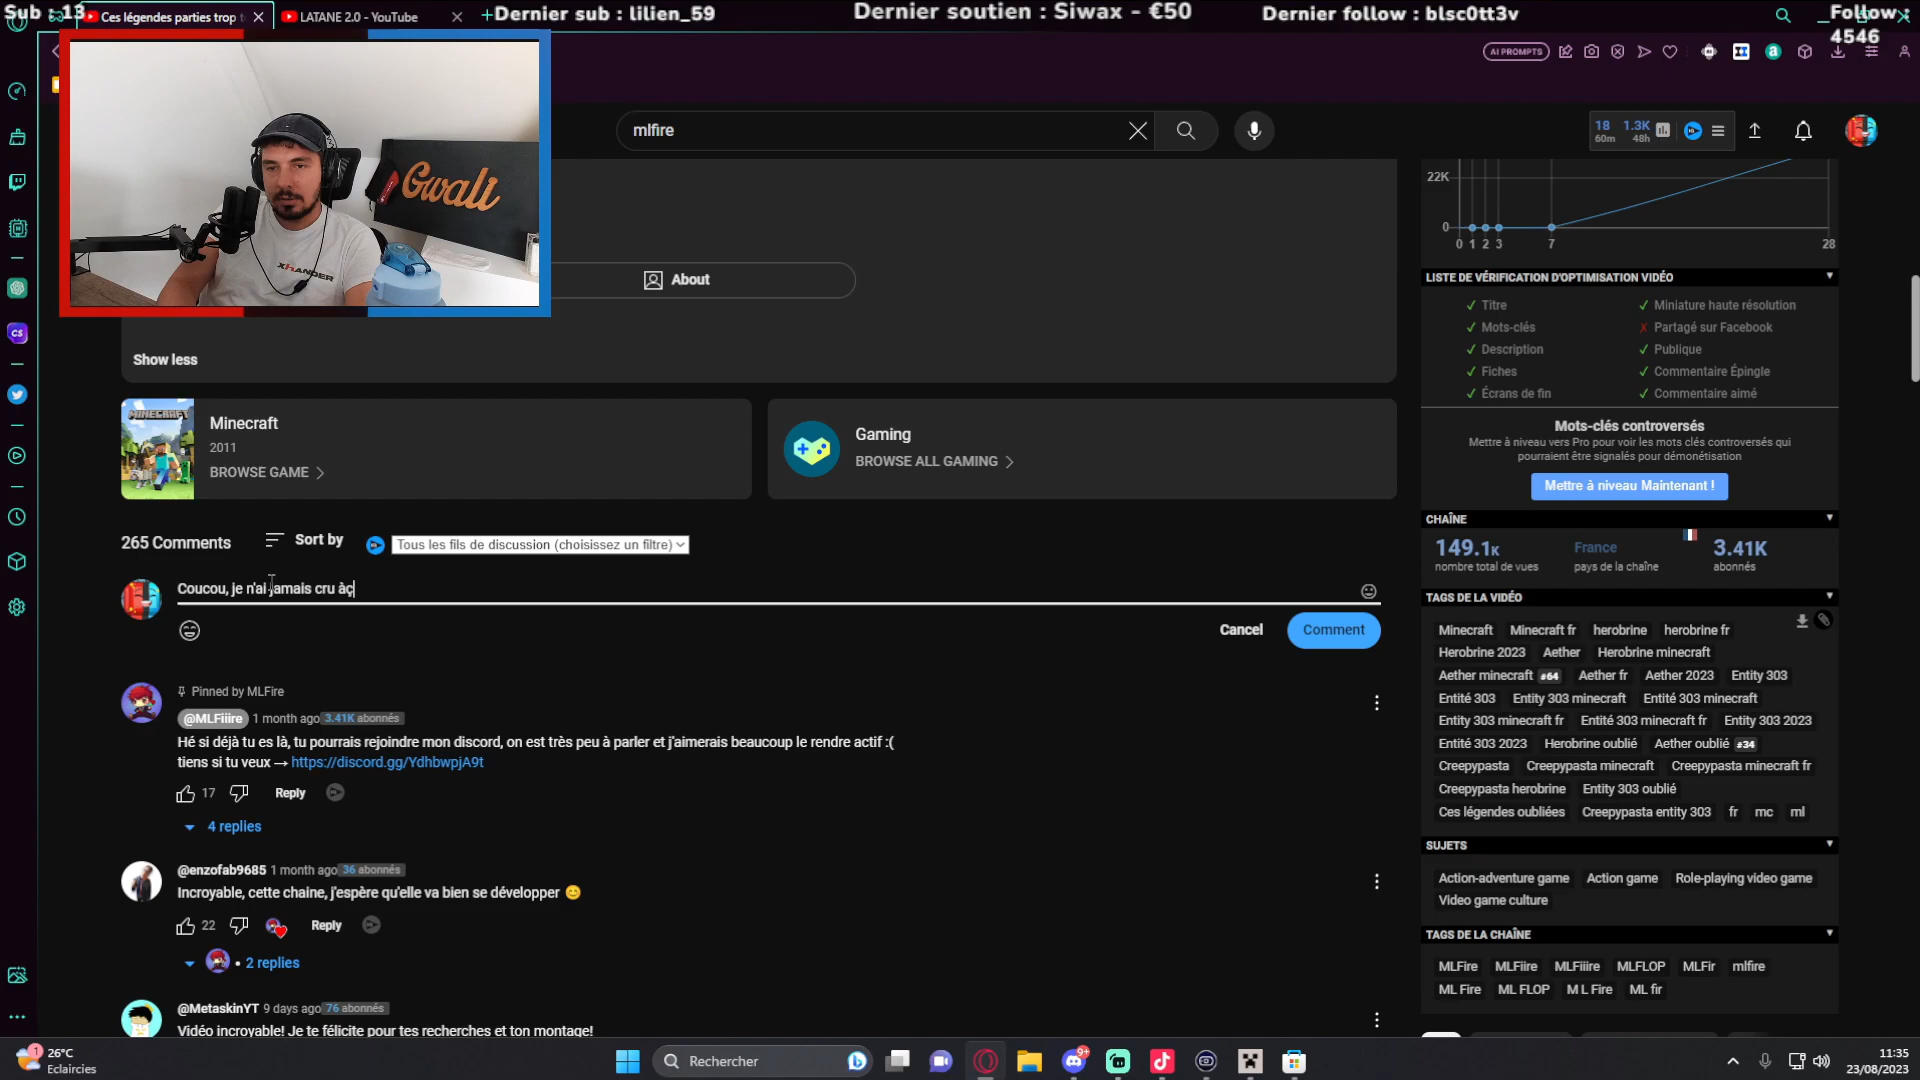 Ces légendes parties trop t
LATANE 2.0 - YouTube
Sub : 13
Dernier sub : lilien_59
Dernier soutien : Siwax - €50
Dernier follow : blsc0tt3v
Follow :
4546
AI PROMPTS
Gwali
XHANDER
mlfire
18
60m
1.3K
48h
About
Show less
Minecraft
2011
BROWSE GAME
Gaming
BROWSE ALL GAMING
265 Comments
Sort by
Tous les fils de discussion (choisissez un filtre)
Coucou, je n'ai jamais cru àç
Cancel
Comment
Pinned by MLFire
@MLFiiire 1 month ago 3.41K abonnés
Hé si déjà tu es là, tu pourrais rejoindre mon discord, on est très peu à parler et j'aimerais beaucoup le rendre actif :(
tiens si tu veux → https://discord.gg/YdhbwpjA9t
17 Reply
4 replies
@enzofab9685 1 month ago 36 abonnés
Incroyable, cette chaine, j'espère qu'elle va bien se développer 😊
22 Reply
2 replies
@MetaskinYT 9 days ago 76 abonnés
Vidéo incroyable! Je te félicite pour tes recherches et ton montage!
22K
0
0 1 2 3 7 28
LISTE DE VÉRIFICATION D'OPTIMISATION VIDÉO
✓ Titre ✓ Miniature haute résolution
✓ Mots-clés ✗ Partagé sur Facebook
✓ Description ✓ Publique
✓ Fiches ✓ Commentaire Épingle
✓ Écrans de fin ✓ Commentaire aimé
Mots-clés controversés
Mettre à niveau vers Pro pour voir les mots clés controversés qui
pourraient être signalés pour démonétisation
Mettre à niveau Maintenant !
CHAÎNE
149.1K France 3.41K
nombre total de vues pays de la chaîne abonnés
TAGS DE LA VIDÉO
Minecraft Minecraft fr herobrine herobrine fr
Herobrine 2023 Aether Herobrine minecraft
Aether minecraft #64 Aether fr Aether 2023 Entity 303
Entité 303 Entity 303 minecraft Entité 303 minecraft
Entity 303 minecraft fr Entité 303 minecraft fr Entity 303 2023
Entité 303 2023 Herobrine oublié Aether oublié #34
Creepypasta Creepypasta minecraft Creepypasta minecraft fr
Creepypasta herobrine Entity 303 oublié
Ces légendes oubliées Creepypasta entity 303 fr mc ml
SUJETS
Action-adventure game Action game Role-playing video game
Video game culture
TAGS DE LA CHAÎNE
MLFire MLFiire MLFiiire MLFLOP MLFir mlfire
ML Fire ML FLOP M L Fire ML fir
1
26°C
Eclaircies
Rechercher
9+
11:35
23/08/2023